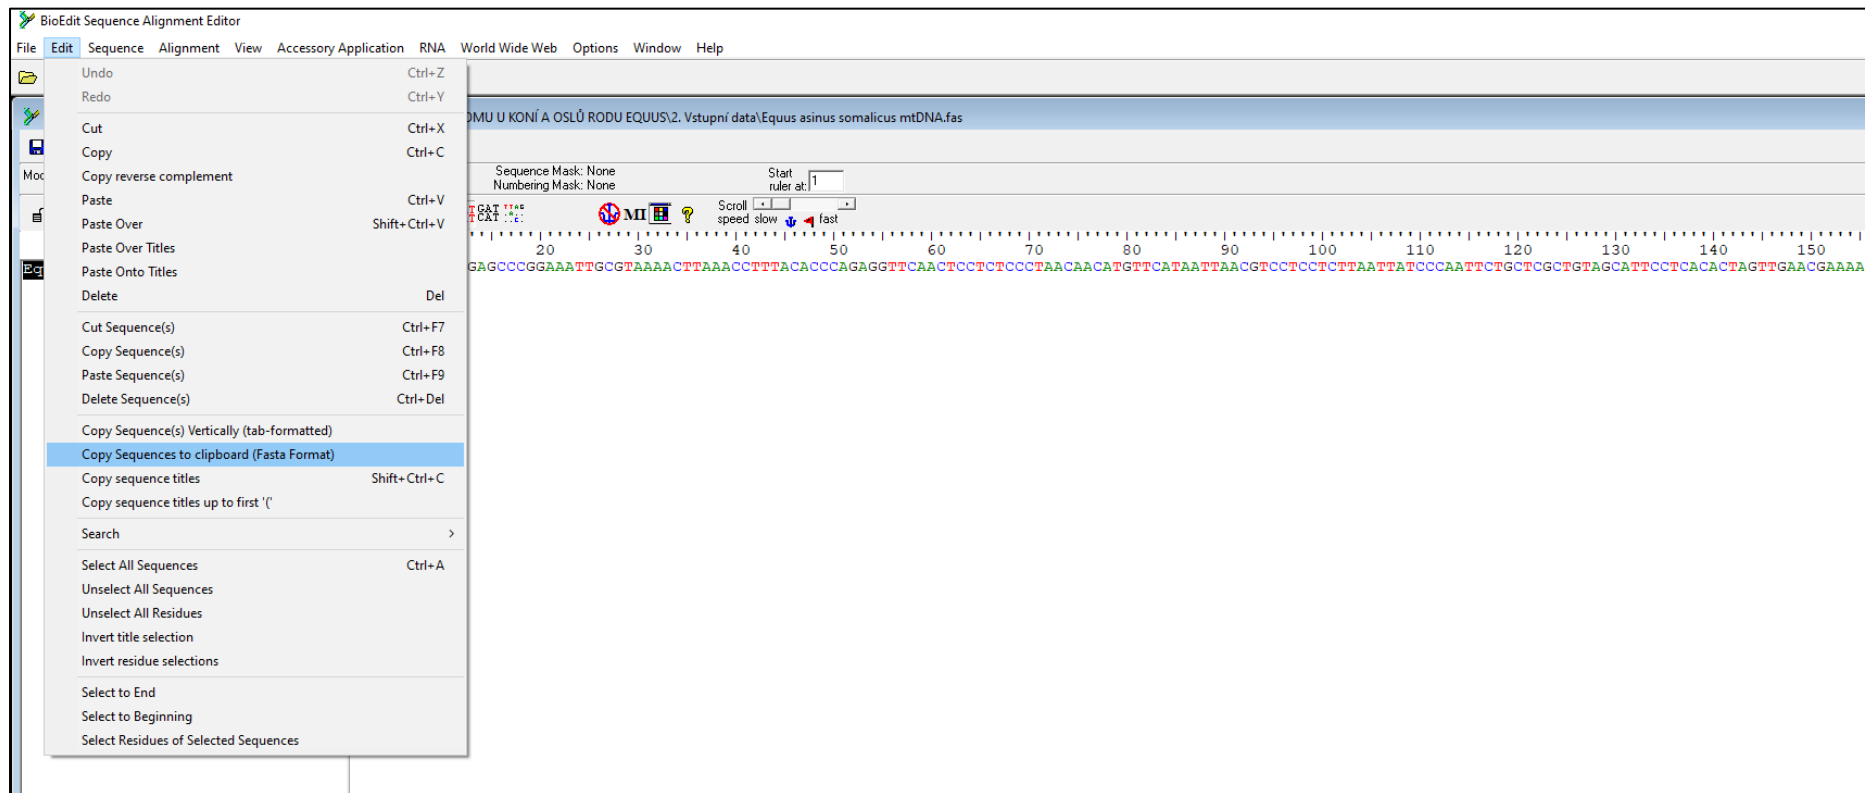 BioEdit Sequence Alignment Editor
File Edit Sequence Alignment View Accessory Application RNA World Wide Web Options Window Help
Undo Ctrl+Z
Redo Ctrl+Y
OMU U KONÍ A OSLŮ RODU EQUUS\2. Vstupní data\Equus asinus somalicus mtDNA.fas
Cut Ctrl+X
Copy Ctrl+C
Mod
Sequence Mask: None
Numbering Mask: None
Start
ruler at: 1
Copy reverse complement
Paste Ctrl+V
Paste Over Shift+Ctrl+V
GAT
CAT
MI
Scroll
speed slow fast
Paste Over Titles
20 30 40 50 60 70 80 90 100 110 120 130 140 150
Paste Onto Titles
Eq
GAGCCCGGAAATTGCGTAAAACTTAAACCTTTACACCCAGAGGTTCAACTCCTCTCCCTAACAACATGTTCATAATTAACGTCCTCCTCTTAATTATCCCAATTCTGCTCGCTGTAGCATTCCTCACACTAGTTGAACGAAAA
Delete Del
Cut Sequence(s) Ctrl+F7
Copy Sequence(s) Ctrl+F8
Paste Sequence(s) Ctrl+F9
Delete Sequence(s) Ctrl+Del
Copy Sequence(s) Vertically (tab-formatted)
Copy Sequences to clipboard (Fasta Format)
Copy sequence titles Shift+Ctrl+C
Copy sequence titles up to first '('
Search
Select All Sequences Ctrl+A
Unselect All Sequences
Unselect All Residues
Invert title selection
Invert residue selections
Select to End
Select to Beginning
Select Residues of Selected Sequences